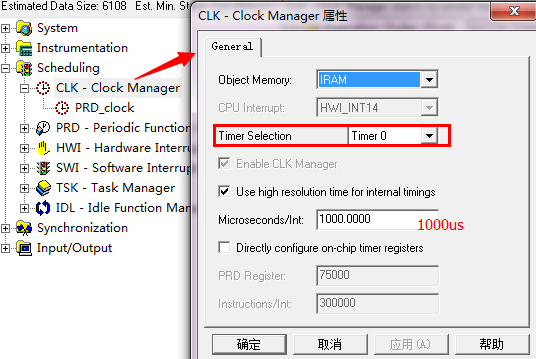 Estimated Data Size: 6108 Est. Min. St
System
Instrumentation
Scheduling
CLK - Clock Manager
PRD_clock
PRD - Periodic Function
HWI - Hardware Interru
SWI - Software Interrup
TSK - Task Manager
IDL - Idle Function Man
Synchronization
Input/Output
CLK - Clock Manager 属性
General
Object Memory: IRAM
CPU Interrupt: HWI_INT14
Timer Selection Timer 0
Enable CLK Manager
Use high resolution time for internal timings
Microseconds/Int: 1000.0000
1000us
Directly configure on-chip timer registers
PRD Register: 75000
Instructions/Int: 300000
确定 取消 应用(A) 帮助